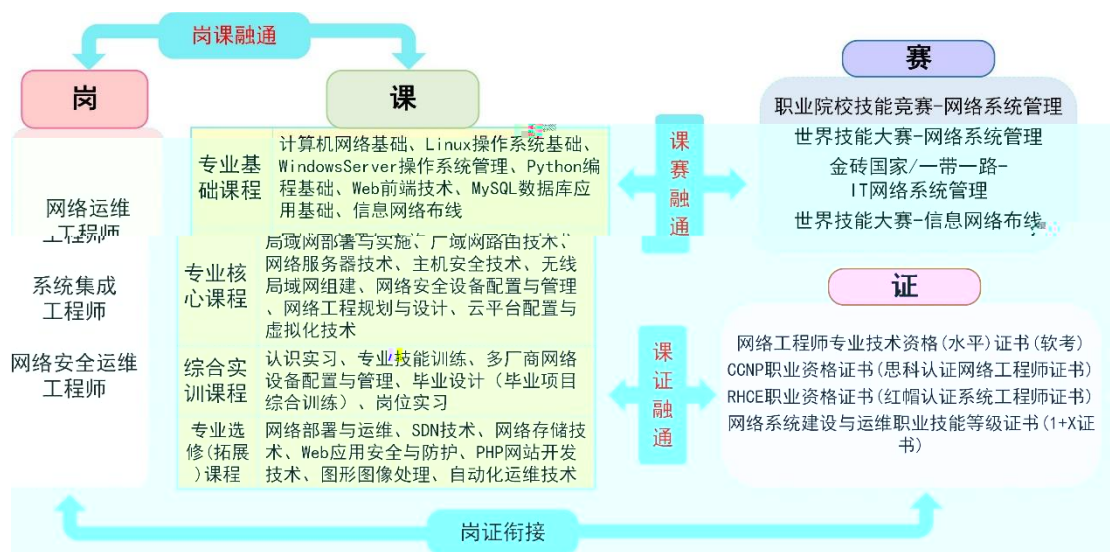 岗课融通
岗
课
赛
网络运维
工程师
系统集成
工程师
网络安全运维
工程师
专业基
础课程
计算机网络基础、Linux操作系统基础、
WindowsServer操作系统管理、Python编
程基础、Web前端技术、MySQL数据库应
用基础、信息网络布线
专业核
心课程
局域网部署与实施、广域网路由技术、
网络服务器技术、主机安全技术、无线
局域网组建、网络安全设备配置与管理
、网络工程规划与设计、云平台配置与
虚拟化技术
综合实
训课程
认识实习、专业技能训练、多厂商网络
设备配置与管理、毕业设计（毕业项目
综合训练）、岗位实习
专业选
修(拓展
)课程
网络部署与运维、SDN技术、网络存储技
术、Web应用安全与防护、PHP网站开发
技术、图形图像处理、自动化运维技术
课赛融通
课证融通
职业院校技能竞赛-网络系统管理
世界技能大赛-网络系统管理
金砖国家/一带一路-
IT网络系统管理
世界技能大赛-信息网络布线
证
网络工程师专业技术资格(水平)证书(软考)
CCNP职业资格证书(思科认证网络工程师证书)
RHCE职业资格证书(红帽认证系统工程师证书)
网络系统建设与运维职业技能等级证书(1+X证
书)
岗证衔接